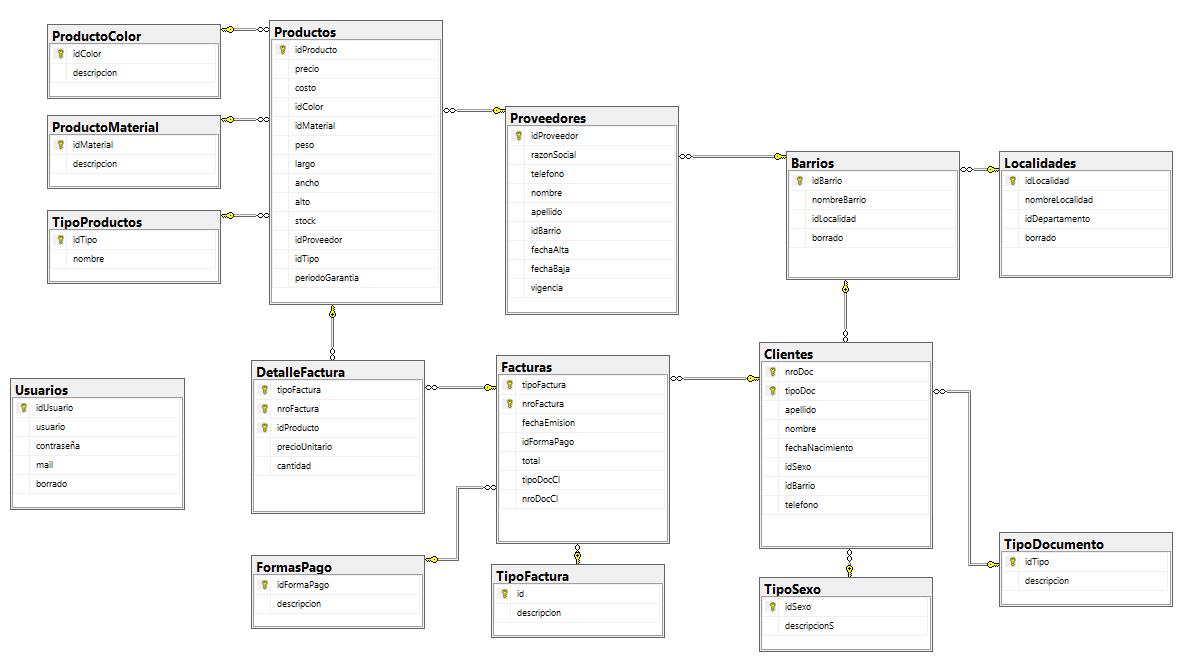 ProductoColor
idColor
descripcion
ProductoMaterial
idMaterial
descripcion
TipoProductos
idTipo
nombre
Productos
idProducto
precio
costo
idColor
idMaterial
peso
largo
ancho
alto
stock
idProveedor
idTipo
periodoGarantia
Proveedores
idProveedor
razonSocial
telefono
nombre
apellido
idBarrio
fechaAlta
fechaBaja
vigencia
Barrios
idBarrio
nombreBarrio
idLocalidad
borrado
Localidades
idLocalidad
nombreLocalidad
idDepartamento
borrado
Usuarios
idUsuario
usuario
contraseña
mail
borrado
DetalleFactura
tipoFactura
nroFactura
idProducto
precioUnitario
cantidad
Facturas
tipoFactura
nroFactura
fechaEmision
idFormaPago
total
tipoDocCl
nroDocCl
Clientes
nroDoc
tipoDoc
apellido
nombre
fechaNacimiento
idSexo
idBarrio
telefono
FormasPago
idFormaPago
descripcion
TipoFactura
id
descripcion
TipoSexo
idSexo
descripcionS
TipoDocumento
idTipo
descripcion